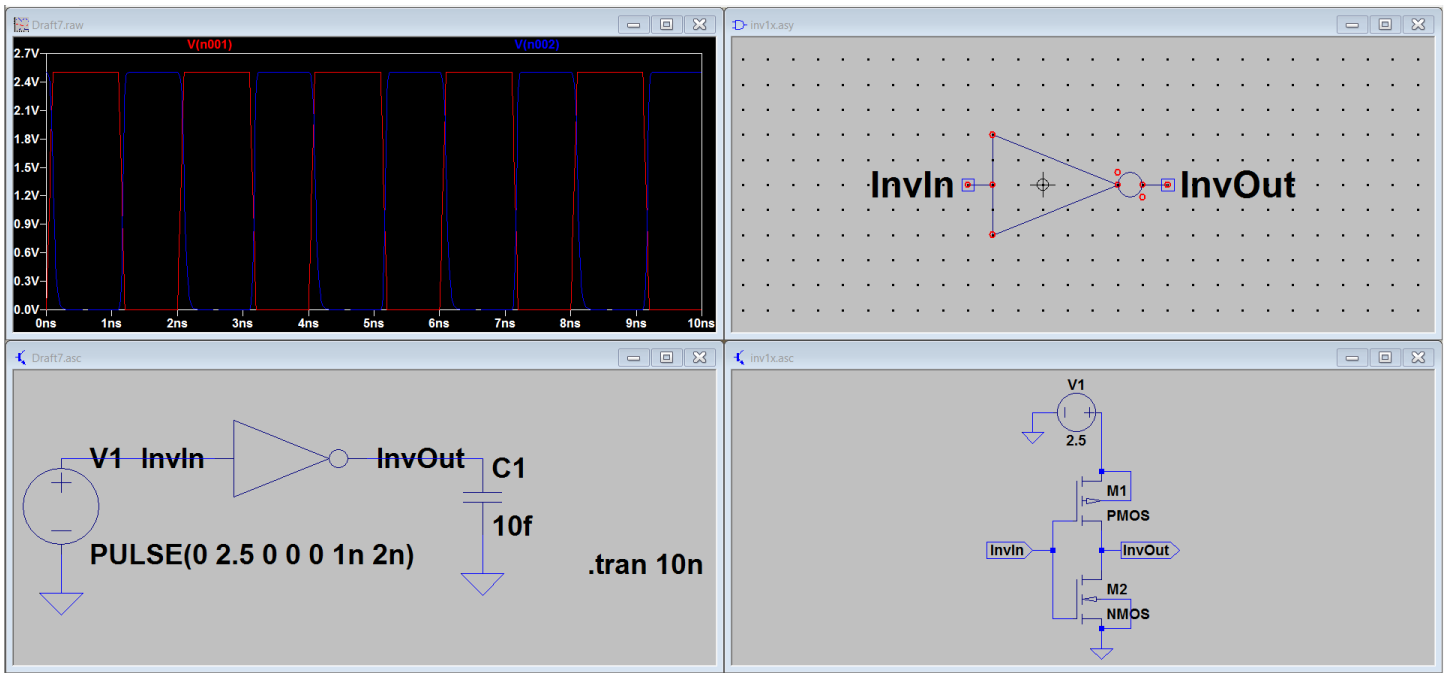 Draft7.raw
V(n001) V(n002)
2.7V
2.4V
2.1V
1.8V
1.5V
1.2V
0.9V
0.6V
0.3V
0.0V
0ns 1ns 2ns 3ns 4ns 5ns 6ns 7ns 8ns 9ns 10ns
inv1x.asy
InvIn InvOut
Draft7.asc
V1 InvIn InvOut C1
10f
PULSE(0 2.5 0 0 0 1n 2n)
.tran 10n
inv1x.asc
V1
2.5
M1
PMOS
InvIn InvOut
M2
NMOS